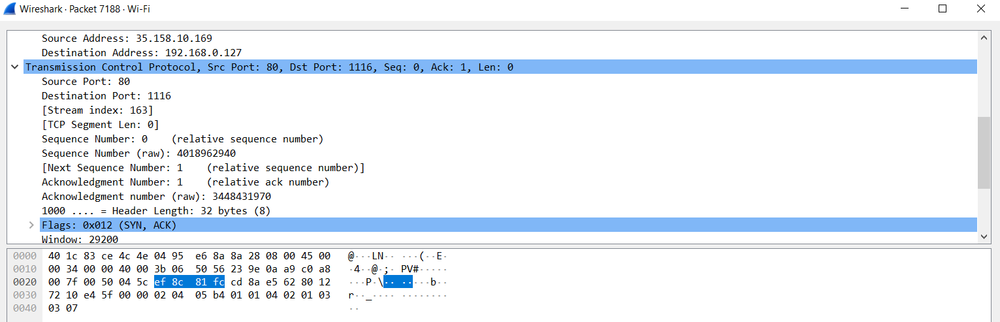 Wireshark · Packet 7188 · Wi-Fi
Source Address: 35.158.10.169
Destination Address: 192.168.0.127
Transmission Control Protocol, Src Port: 80, Dst Port: 1116, Seq: 0, Ack: 1, Len: 0
Source Port: 80
Destination Port: 1116
[Stream index: 163]
[TCP Segment Len: 0]
Sequence Number: 0    (relative sequence number)
Sequence Number (raw): 4018962940
[Next Sequence Number: 1    (relative sequence number)]
Acknowledgment Number: 1    (relative ack number)
Acknowledgment number (raw): 3448431970
1000 .... = Header Length: 32 bytes (8)
Flags: 0x012 (SYN, ACK)
Window: 29200
0000  40 1c 83 ce 4c 4e 04 95  e6 8a 8a 28 08 00 45 00  @···LN·· ···(··E·
0010  00 34 00 00 40 00 3b 06  50 56 23 9e 0a a9 c0 a8  ·4··@·;· PV#·····
0020  00 7f 00 50 04 5c ef 8c  81 fc cd 8a e5 62 80 12  ···P·\·· ·····b··
0030  72 10 e4 5f 00 00 02 04  05 b4 01 01 04 02 01 03  r··_···· ········
0040  03 07  ··